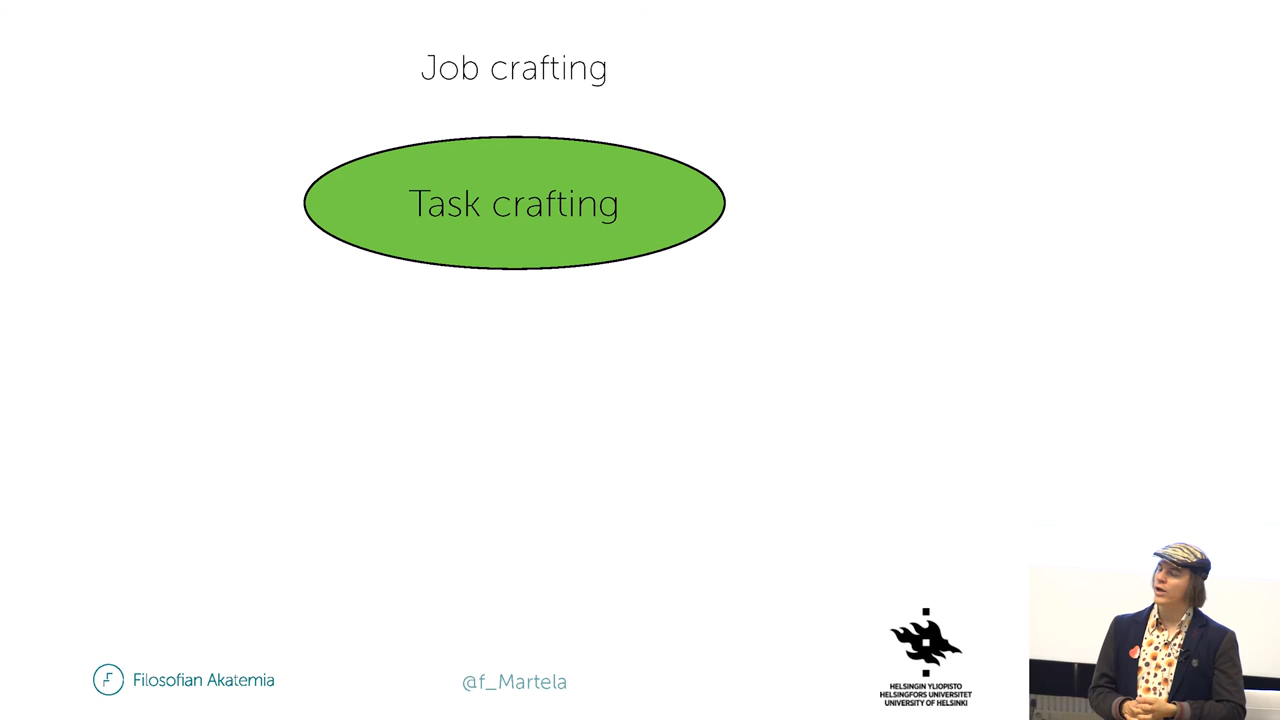 Job crafting
Task crafting
Filosofian Akatemia
@f_Martela
HELSINGIN YLIOPISTO
HELSINGFORS UNIVERSITET
UNIVERSITY OF HELSINKI